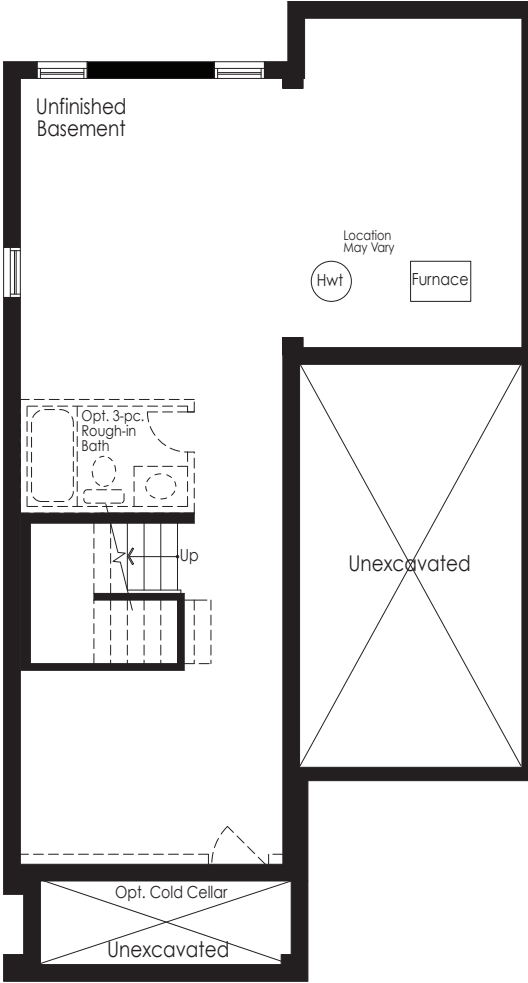 Unfinished
Basement
Location
May Vary
Hwt
Furnace
Opt. 3-pc.
Rough-in
Bath
Up
Unexcavated
Opt. Cold Cellar
Unexcavated